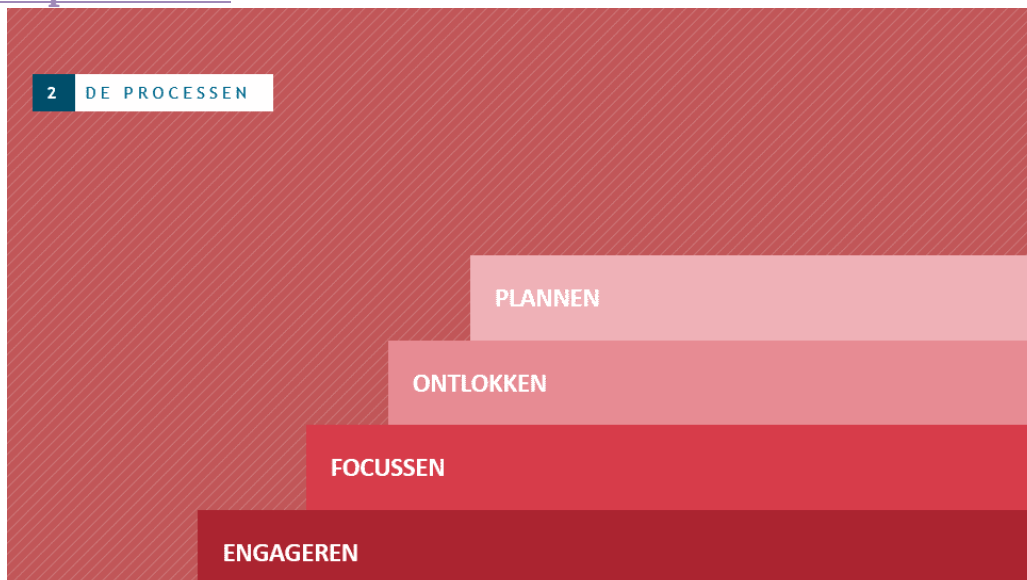 2 DE PROCESSEN
PLANNEN
ONTLOKKEN
FOCUSSEN
ENGAGEREN